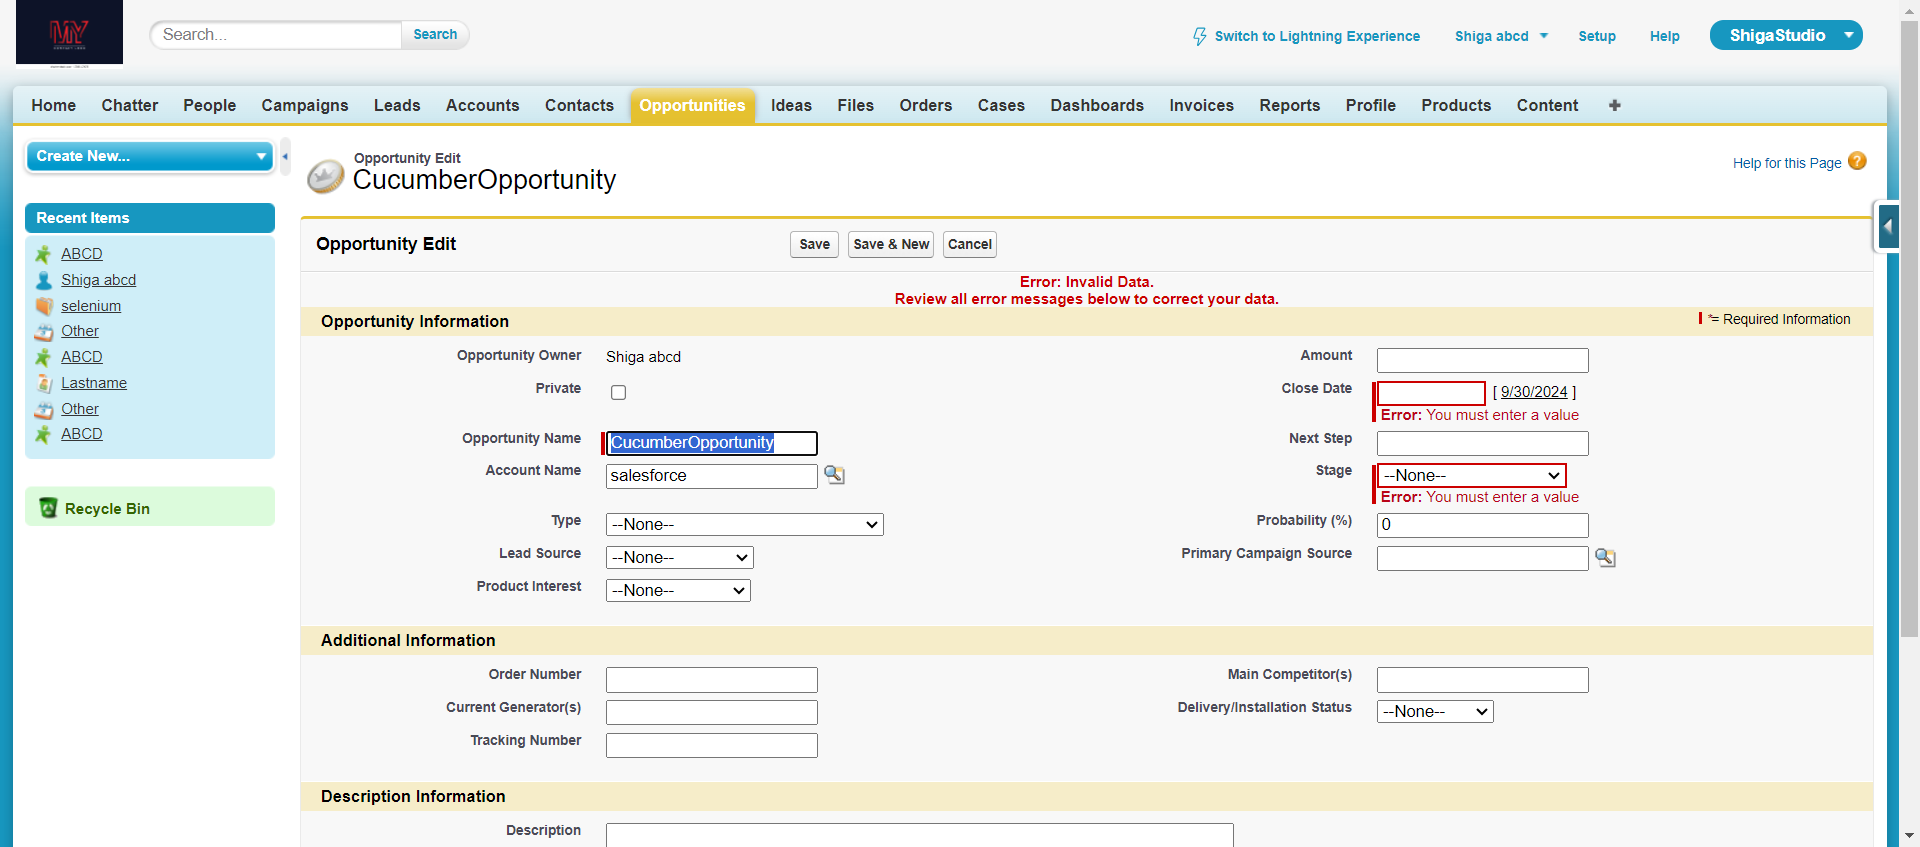 MY
Search...
Search
Switch to Lightning Experience
Shiga abcd
Setup
Help
ShigaStudio
Home
Chatter
People
Campaigns
Leads
Accounts
Contacts
Opportunities
Ideas
Files
Orders
Cases
Dashboards
Invoices
Reports
Profile
Products
Content
+
Create New...
Recent Items
ABCD
Shiga abcd
selenium
Other
ABCD
Lastname
Other
ABCD
Recycle Bin
Opportunity Edit
CucumberOpportunity
Help for this Page ?
Opportunity Edit
Save
Save & New
Cancel
Error: Invalid Data.
Review all error messages below to correct your data.
Opportunity Information
*= Required Information
Opportunity Owner Shiga abcd
Amount
Private
Close Date [ 9/30/2024 ]
Error: You must enter a value
Opportunity Name CucumberOpportunity
Next Step
Account Name salesforce
Stage --None--
Error: You must enter a value
Type --None--
Probability (%) 0
Lead Source --None--
Primary Campaign Source
Product Interest --None--
Additional Information
Order Number
Main Competitor(s)
Current Generator(s)
Delivery/Installation Status --None--
Tracking Number
Description Information
Description